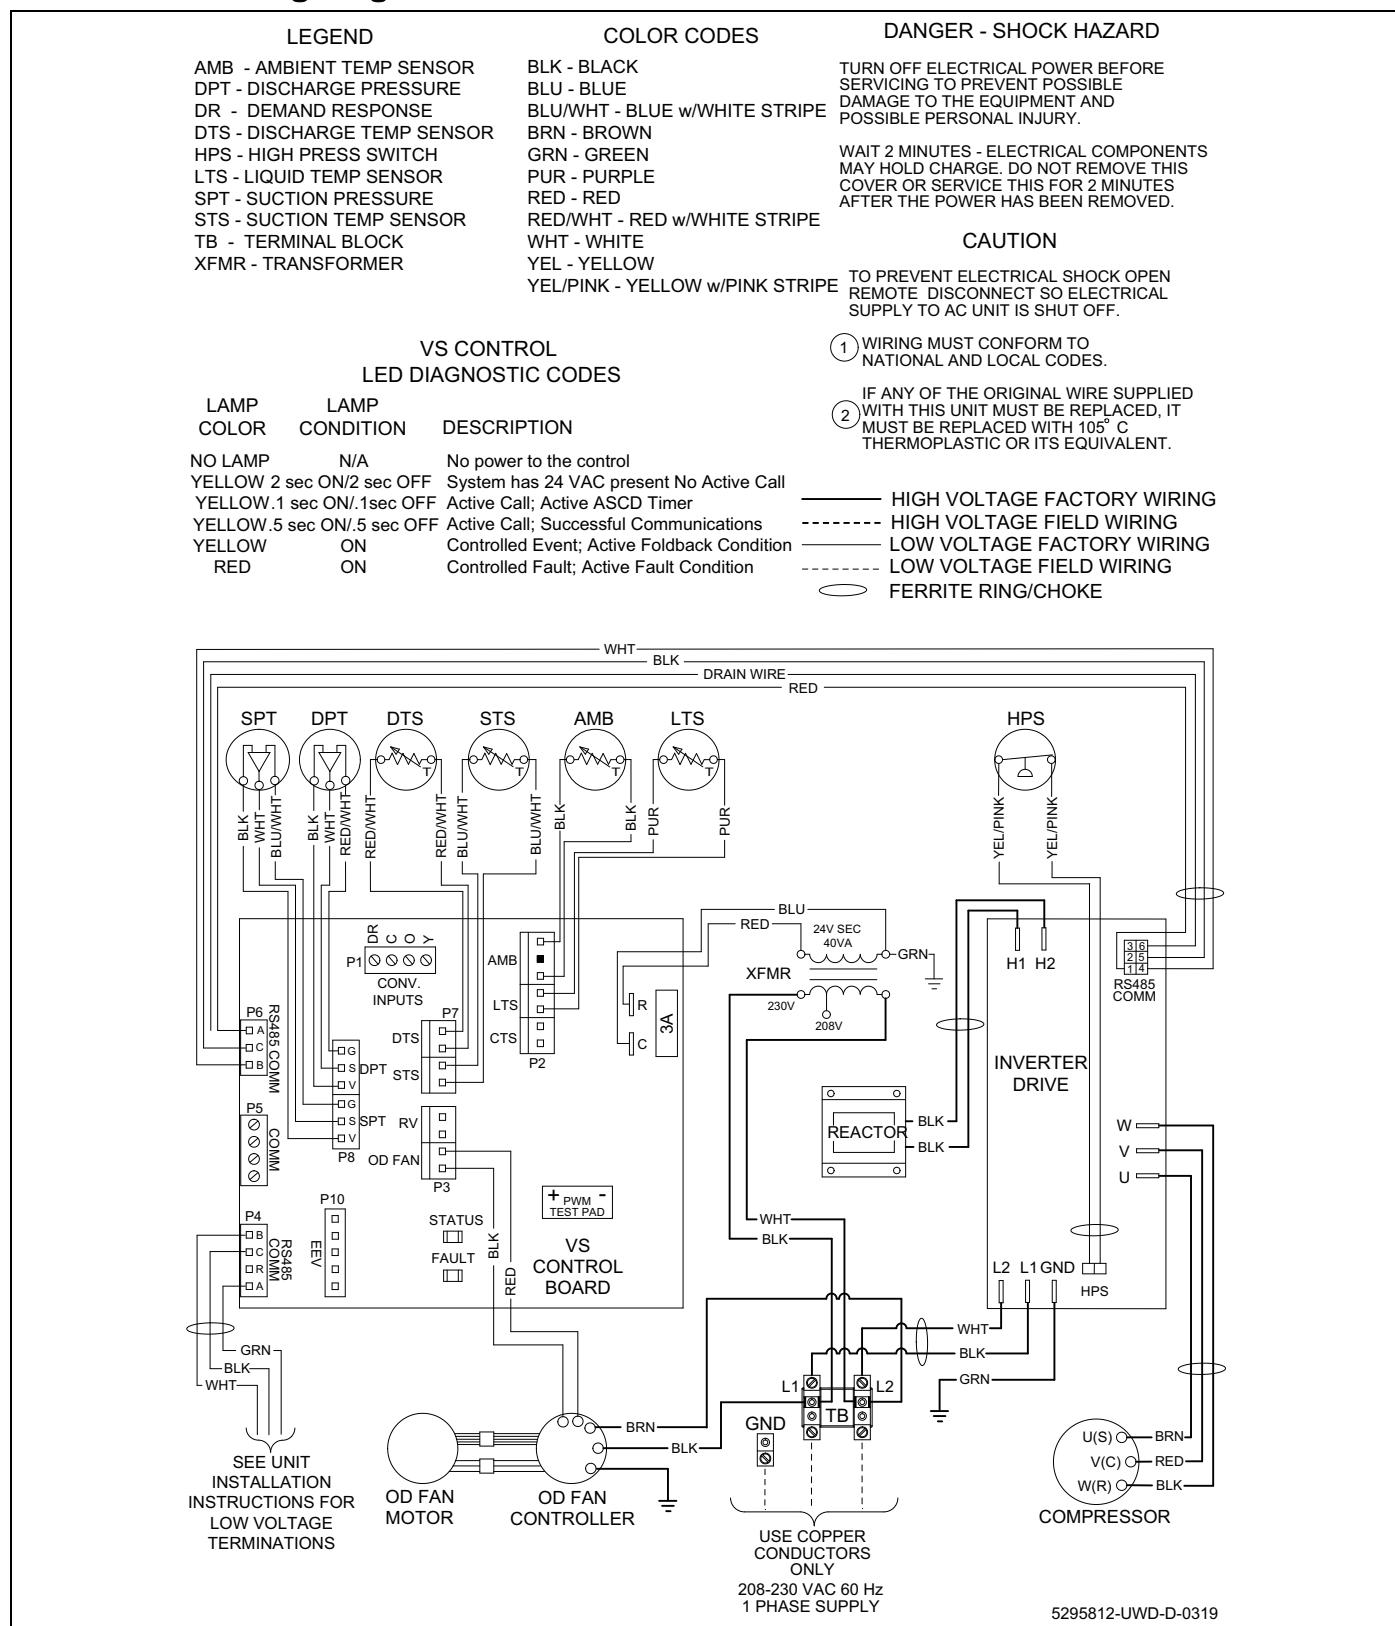 LEGEND
AMB - AMBIENT TEMP SENSOR
DPT - DISCHARGE PRESSURE
DR - DEMAND RESPONSE
DTS - DISCHARGE TEMP SENSOR
HPS - HIGH PRESS SWITCH
LTS - LIQUID TEMP SENSOR
SPT - SUCTION PRESSURE
STS - SUCTION TEMP SENSOR
TB - TERMINAL BLOCK
XFMR - TRANSFORMER
COLOR CODES
BLK - BLACK
BLU - BLUE
BLU/WHT - BLUE w/WHITE STRIPE
BRN - BROWN
GRN - GREEN
PUR - PURPLE
RED - RED
RED/WHT - RED w/WHITE STRIPE
WHT - WHITE
YEL - YELLOW
YEL/PINK - YELLOW w/PINK STRIPE
DANGER - SHOCK HAZARD
TURN OFF ELECTRICAL POWER BEFORE
SERVICING TO PREVENT POSSIBLE
DAMAGE TO THE EQUIPMENT AND
POSSIBLE PERSONAL INJURY.
WAIT 2 MINUTES - ELECTRICAL COMPONENTS
MAY HOLD CHARGE. DO NOT REMOVE THIS
COVER OR SERVICE THIS FOR 2 MINUTES
AFTER THE POWER HAS BEEN REMOVED.
CAUTION
TO PREVENT ELECTRICAL SHOCK OPEN
REMOTE DISCONNECT SO ELECTRICAL
SUPPLY TO AC UNIT IS SHUT OFF.
1 WIRING MUST CONFORM TO
NATIONAL AND LOCAL CODES.
IF ANY OF THE ORIGINAL WIRE SUPPLIED
2 WITH THIS UNIT MUST BE REPLACED, IT
MUST BE REPLACED WITH 105° C
THERMOPLASTIC OR ITS EQUIVALENT.
VS CONTROL
LED DIAGNOSTIC CODES
LAMP COLOR LAMP CONDITION DESCRIPTION
NO LAMP N/A No power to the control
YELLOW 2 sec ON/2 sec OFF System has 24 VAC present No Active Call
YELLOW .1 sec ON/.1sec OFF Active Call; Active ASCD Timer
YELLOW .5 sec ON/.5 sec OFF Active Call; Successful Communications
YELLOW ON Controlled Event; Active Foldback Condition
RED ON Controlled Fault; Active Fault Condition
HIGH VOLTAGE FACTORY WIRING
HIGH VOLTAGE FIELD WIRING
LOW VOLTAGE FACTORY WIRING
LOW VOLTAGE FIELD WIRING
FERRITE RING/CHOKE
WHT
BLK
DRAIN WIRE
RED
SPT DPT DTS STS AMB LTS HPS
T T T T
BLK WHT BLU/WHT BLK WHT RED/WHT RED/WHT RED/WHT BLU/WHT BLU/WHT BLK BLK PUR PUR YEL/PINK YEL/PINK
DR C O Y
P1
CONV.
INPUTS
AMB
LTS
CTS
P2
BLU
RED
24V SEC
40VA
GRN
XFMR
230V
208V
R
C
3A
H1 H2
3 6
2 5
1 4
RS485
COMM
P6
A
C
B
RS485 COMM
G
S DPT
V
G
S SPT
V
P8
P7
DTS
STS
RV
OD FAN
P3
P5
COMM
P4
B
C
R
A
RS485
COMM
P10
EEV
STATUS
FAULT
+ PWM -
TEST PAD
VS
CONTROL
BOARD
BLK
RED
REACTOR
BLK
BLK
INVERTER
DRIVE
W
V
U
L2 L1 GND
HPS
WHT
BLK
WHT
BLK
GRN
L1 L2
TB
GND
GRN
BLK
WHT
SEE UNIT
INSTALLATION
INSTRUCTIONS FOR
LOW VOLTAGE
TERMINATIONS
OD FAN
MOTOR
OD FAN
CONTROLLER
BRN
BLK
USE COPPER
CONDUCTORS
ONLY
208-230 VAC 60 Hz
1 PHASE SUPPLY
U(S) BRN
V(C) RED
W(R) BLK
COMPRESSOR
5295812-UWD-D-0319